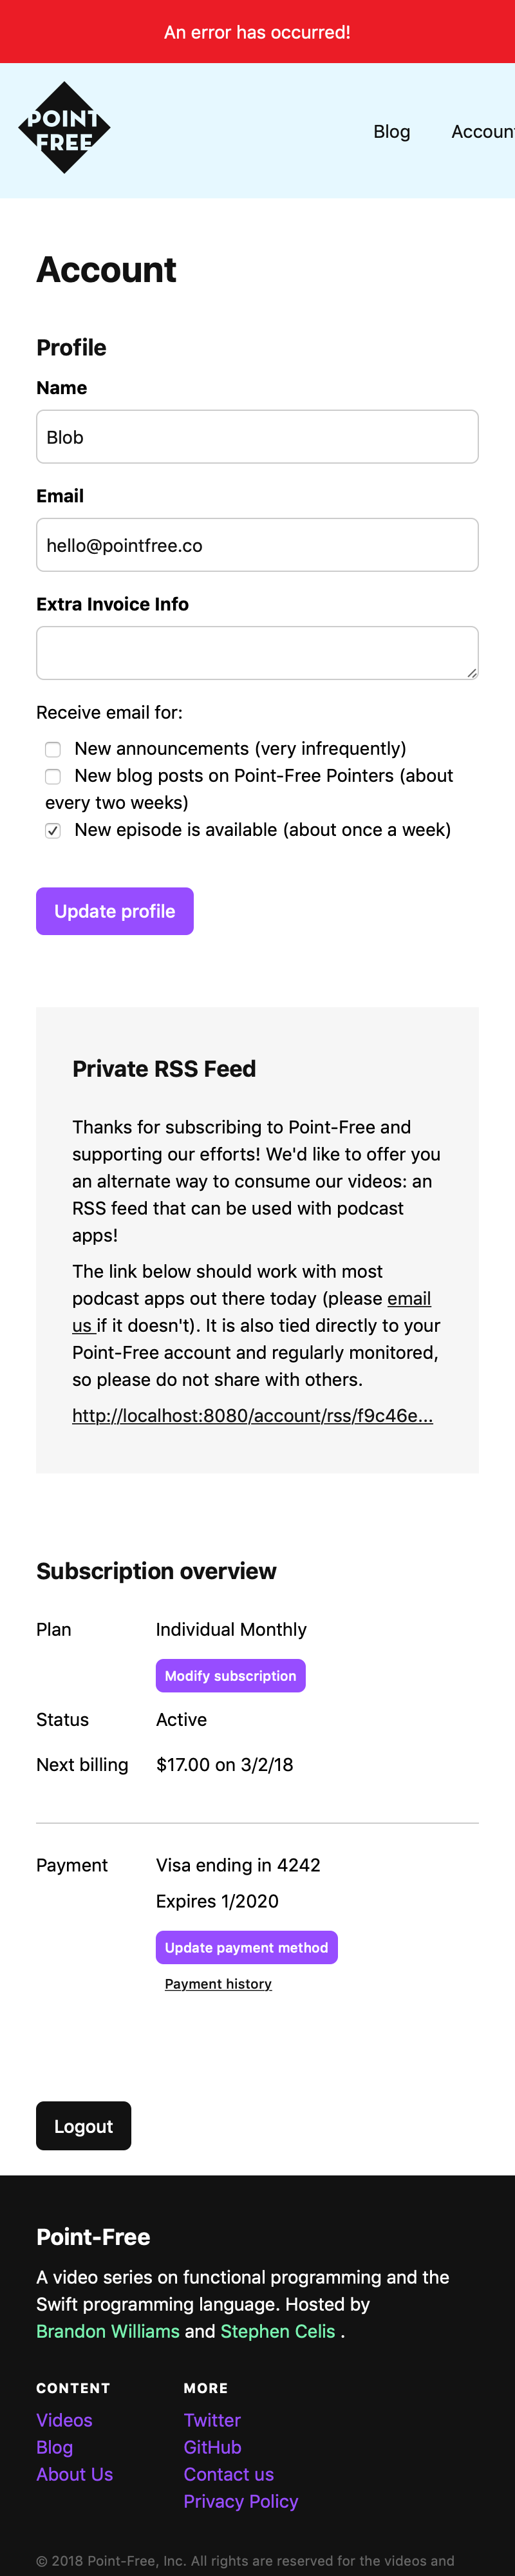 An error has occurred!
POINT
FREE
Blog
Accoun
Account
Profile
Name
Blob
Email
hello@pointfree.co
Extra Invoice Info
Receive email for:
New announcements (very infrequently)
New blog posts on Point-Free Pointers (about
every two weeks)
New episode is available (about once a week)
Update profile
Private RSS Feed
Thanks for subscribing to Point-Free and
supporting our efforts! We'd like to offer you
an alternate way to consume our videos: an
RSS feed that can be used with podcast
apps!
The link below should work with most
podcast apps out there today (please email
us if it doesn't). It is also tied directly to your
Point-Free account and regularly monitored,
so please do not share with others.
http://localhost:8080/account/rss/f9c46e...
Subscription overview
Plan Individual Monthly
Modify subscription
Status Active
Next billing $17.00 on 3/2/18
Payment Visa ending in 4242
Expires 1/2020
Update payment method
Payment history
Logout
Point-Free
A video series on functional programming and the
Swift programming language. Hosted by
Brandon Williams and Stephen Celis .
CONTENT MORE
Videos Twitter
Blog GitHub
About Us Contact us
Privacy Policy
© 2018 Point-Free, Inc. All rights are reserved for the videos and